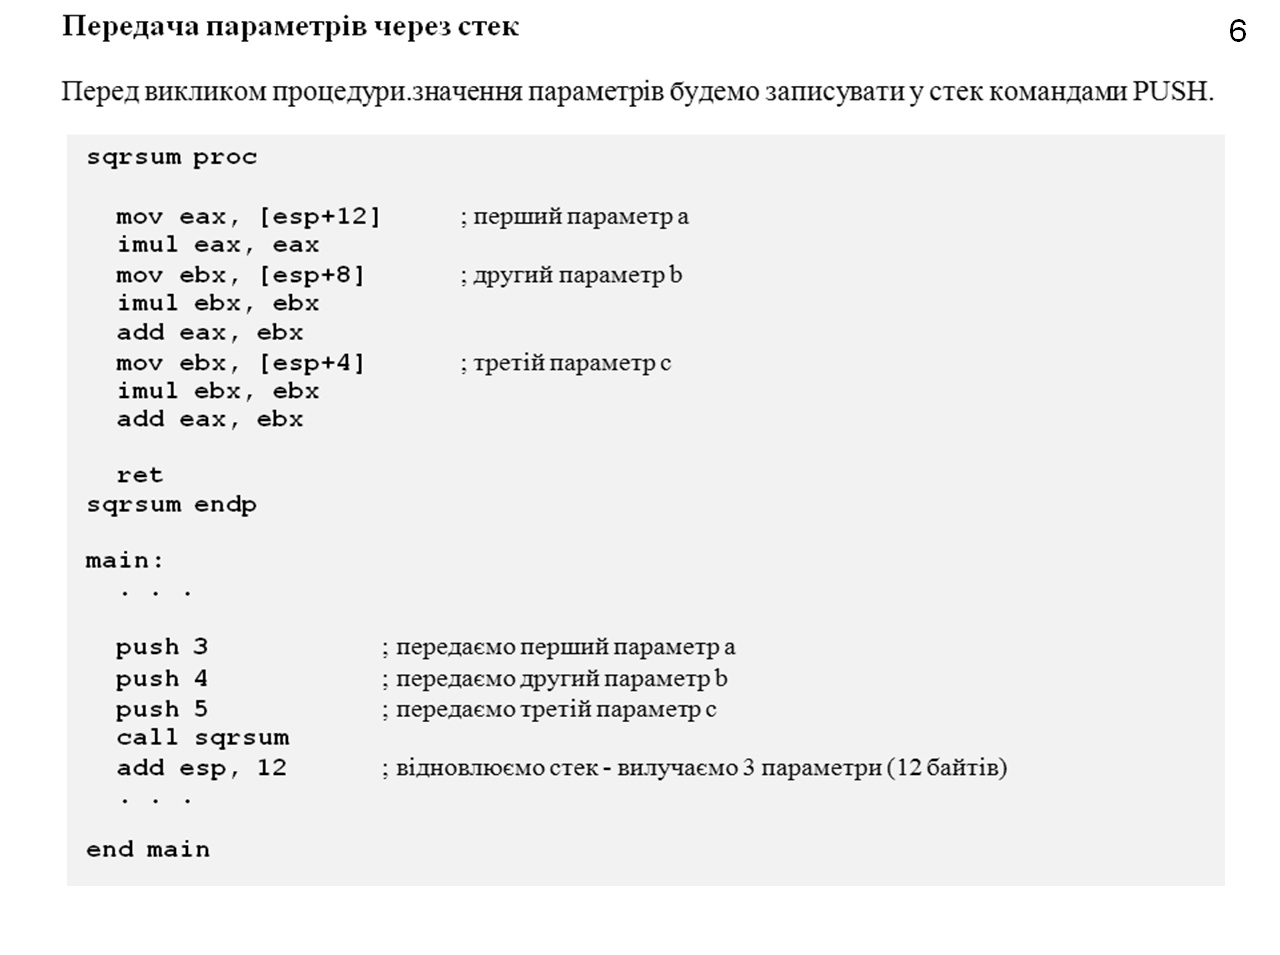 Передача параметрів через стек
6
Перед викликом процедури.значення параметрів будемо записувати у стек командами PUSH.
sqrsum proc
mov eax, [esp+12] ; перший параметр a
imul eax, eax
mov ebx, [esp+8] ; другий параметр b
imul ebx, ebx
add eax, ebx
mov ebx, [esp+4] ; третій параметр c
imul ebx, ebx
add eax, ebx
ret
sqrsum endp
main:
. . .
push 3 ; передаємо перший параметр a
push 4 ; передаємо другий параметр b
push 5 ; передаємо третій параметр c
call sqrsum
add esp, 12 ; відновлюємо стек - вилучаємо 3 параметри (12 байтів)
. . .
end main